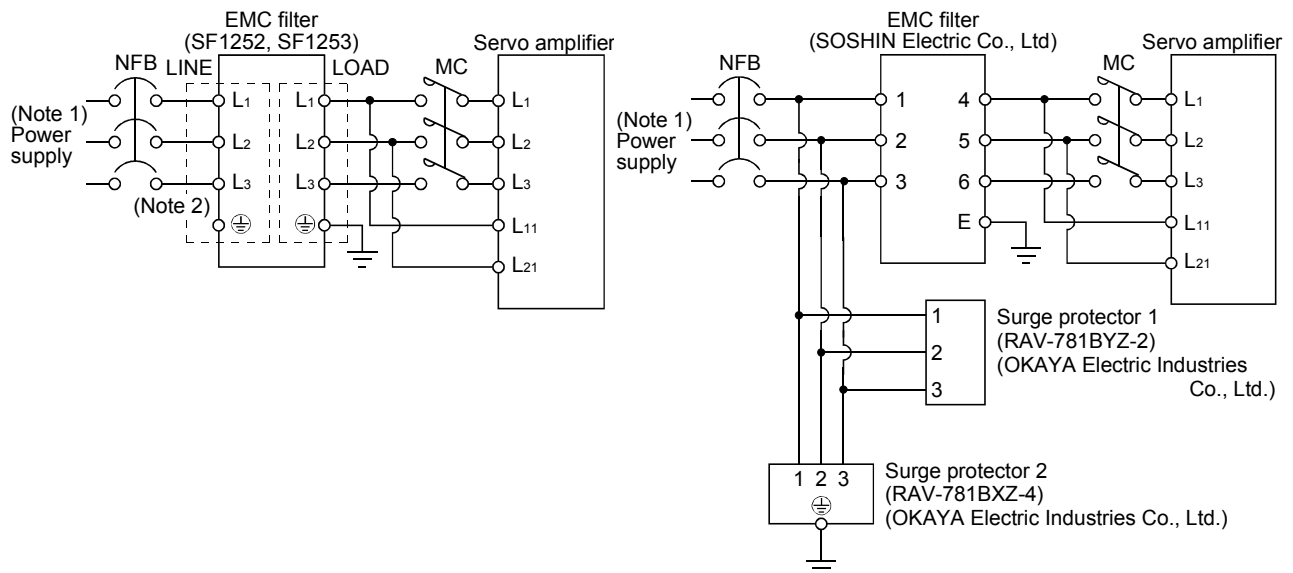 EMC filter
(SF1252, SF1253)
Servo amplifier
NFB
LINE
LOAD
MC
(Note 1)
Power
supply
L1
L1
L1
L2
L2
L2
L3
L3
L3
(Note 2)
L11
L21
EMC filter
(SOSHIN Electric Co., Ltd)
Servo amplifier
NFB
MC
(Note 1)
Power
supply
1
4
L1
2
5
L2
3
6
L3
E
L11
L21
1
2
3
Surge protector 1
(RAV-781BYZ-2)
(OKAYA Electric Industries
Co., Ltd.)
1 2 3
Surge protector 2
(RAV-781BXZ-4)
(OKAYA Electric Industries Co., Ltd.)